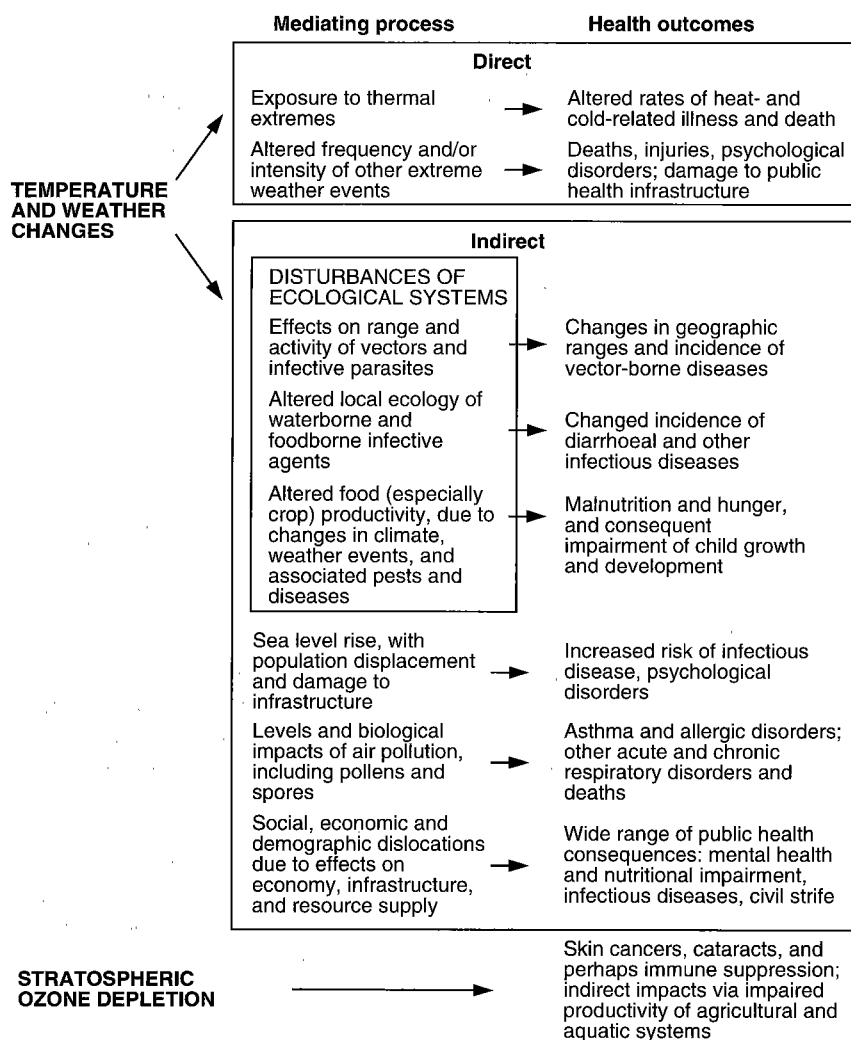 Mediating process
Health outcomes
Direct
Exposure to thermal
extremes
Altered rates of heat- and
cold-related illness and death
Altered frequency and/or
intensity of other extreme
weather events
Deaths, injuries, psychological
disorders; damage to public
health infrastructure
TEMPERATURE
AND WEATHER
CHANGES
Indirect
DISTURBANCES OF
ECOLOGICAL SYSTEMS
Effects on range and
activity of vectors and
infective parasites
Changes in geographic
ranges and incidence of
vector-borne diseases
Altered local ecology of
waterborne and
foodborne infective
agents
Changed incidence of
diarrhoeal and other
infectious diseases
Altered food (especially
crop) productivity, due to
changes in climate,
weather events, and
associated pests and
diseases
Malnutrition and hunger,
and consequent
impairment of child growth
and development
Sea level rise, with
population displacement
and damage to
infrastructure
Increased risk of infectious
disease, psychological
disorders
Levels and biological
impacts of air pollution,
including pollens and
spores
Asthma and allergic disorders;
other acute and chronic
respiratory disorders and
deaths
Social, economic and
demographic dislocations
due to effects on
economy, infrastructure,
and resource supply
Wide range of public health
consequences: mental health
and nutritional impairment,
infectious diseases, civil strife
STRATOSPHERIC
OZONE DEPLETION
Skin cancers, cataracts, and
perhaps immune suppression;
indirect impacts via impaired
productivity of agricultural and
aquatic systems